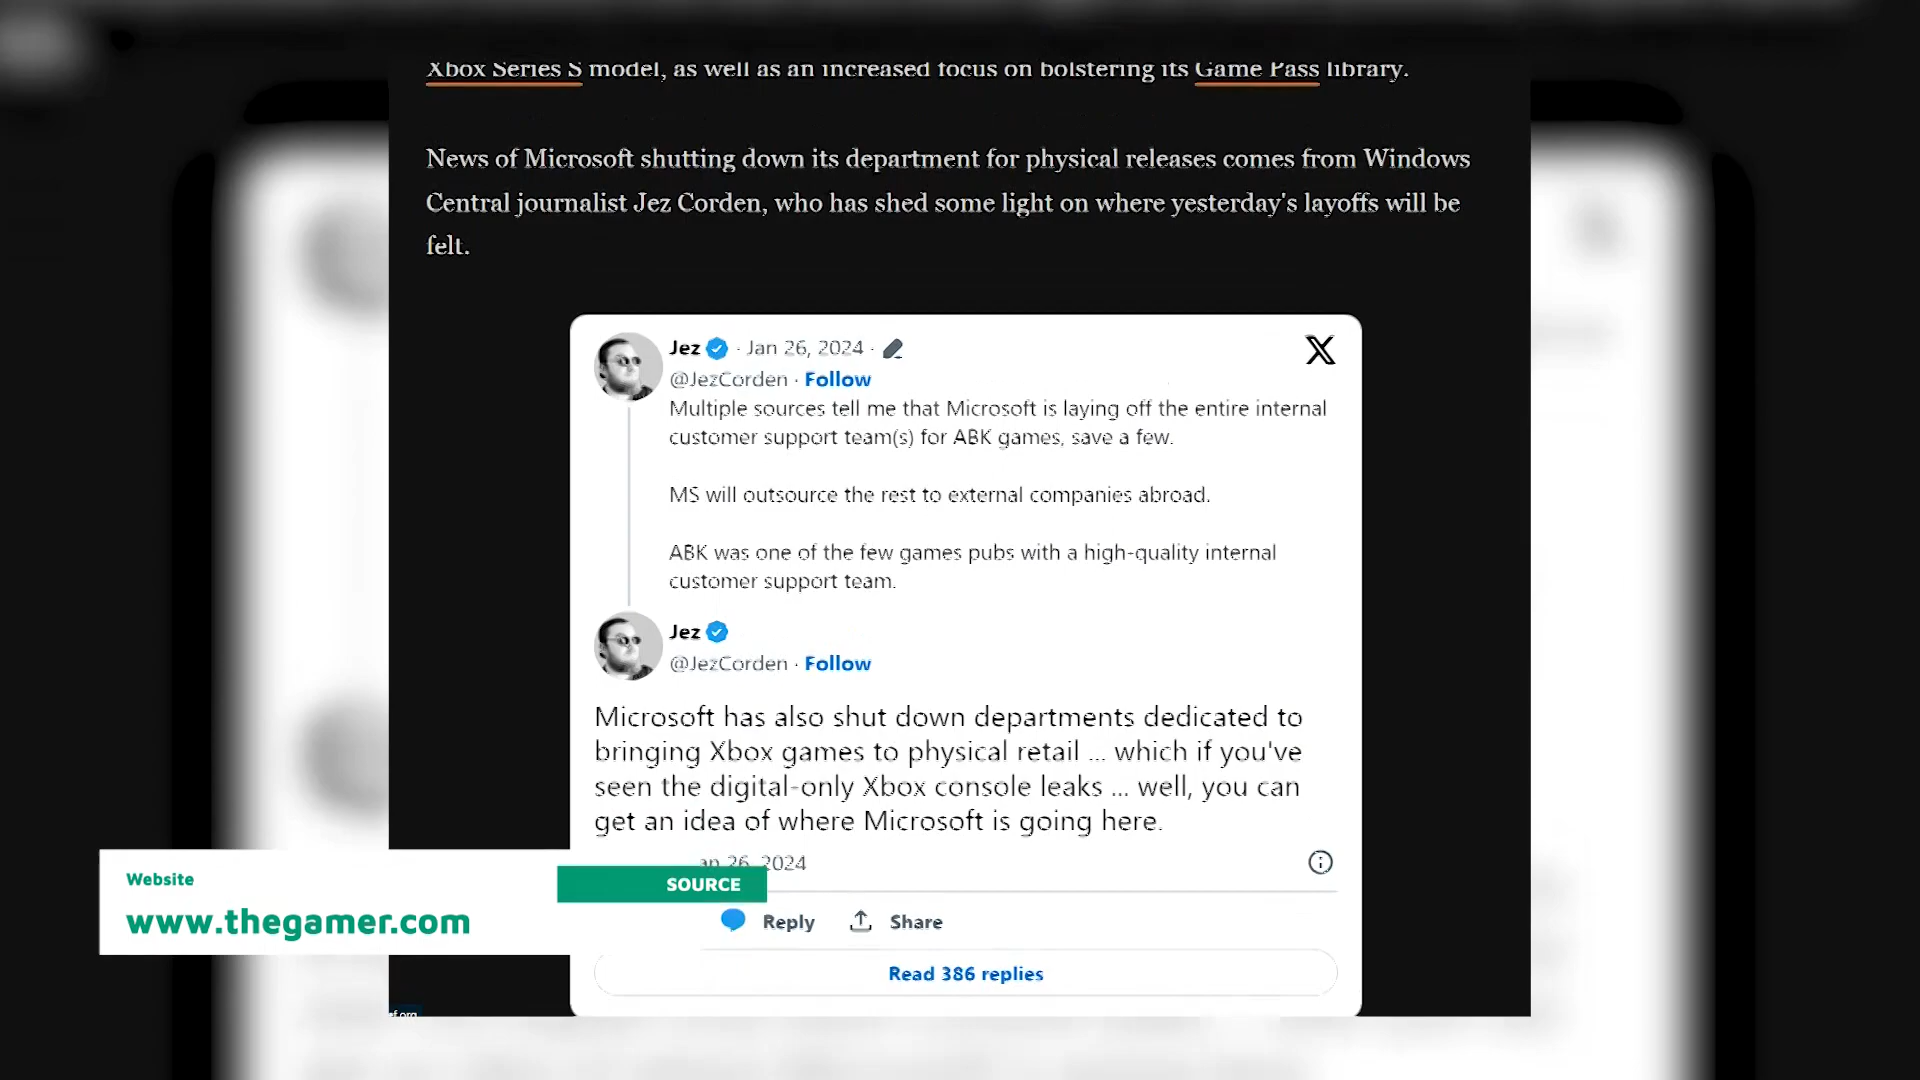 Xbox Series S model, as well as an increased focus on bolstering its Game Pass library.
News of Microsoft shutting down its department for physical releases comes from Windows
Central journalist Jez Corden, who has shed some light on where yesterday's layoffs will be
felt.
Jez · Jan 26, 2024 ·
@JezCorden · Follow
Multiple sources tell me that Microsoft is laying off the entire internal
customer support team(s) for ABK games, save a few.
MS will outsource the rest to external companies abroad.
ABK was one of the few games pubs with a high-quality internal
customer support team.
Jez
@JezCorden · Follow
Microsoft has also shut down departments dedicated to
bringing Xbox games to physical retail ... which if you've
seen the digital-only Xbox console leaks ... well, you can
get an idea of where Microsoft is going here.
26, 2024
Reply Share
Read 386 replies
Website
SOURCE
www.thegamer.com